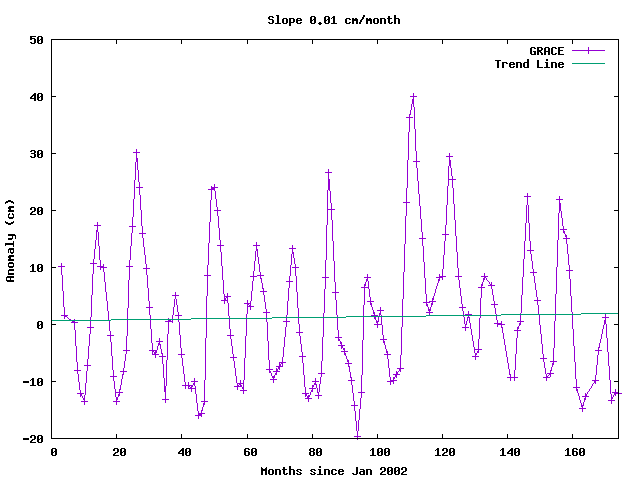 Slope 0.01 cm/month
GRACE
Trend Line
Anomaly (cm)
50
40
30
20
10
0
-10
-20
0 20 40 60 80 100 120 140 160
Months since Jan 2002